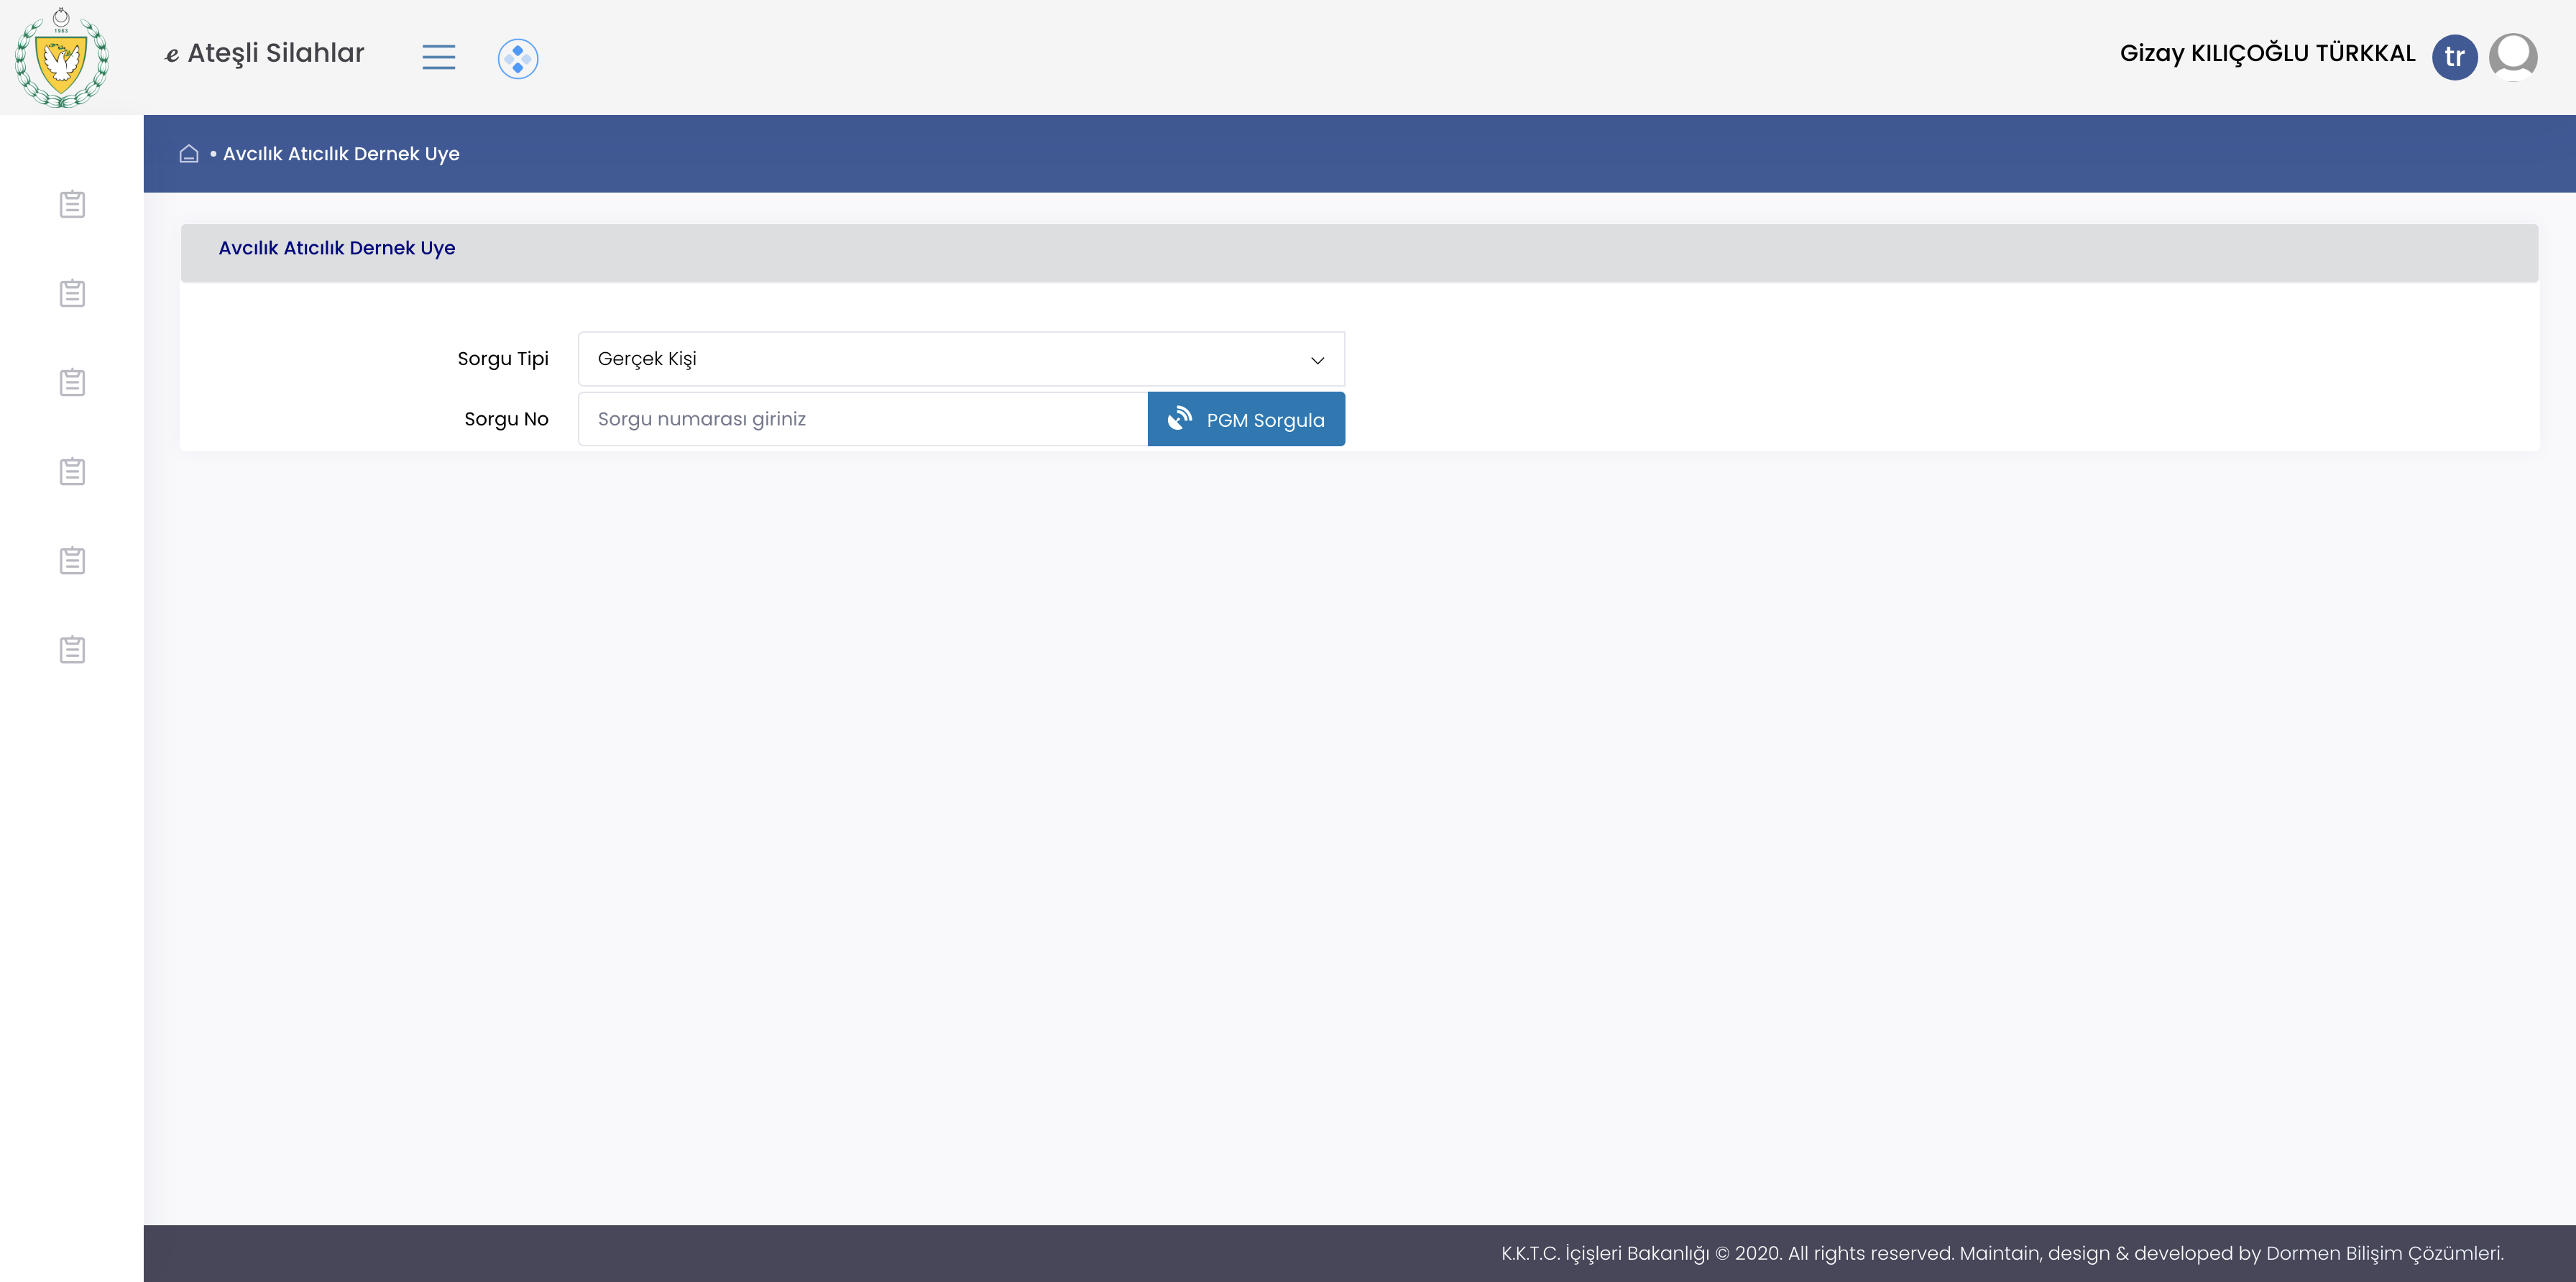 1983
e Ateşli Silahlar
Gizay KILIÇOĞLU TÜRKKAL
tr
• Avcılık Atıcılık Dernek Uye
Avcılık Atıcılık Dernek Uye
Sorgu Tipi
Gerçek Kişi
Sorgu No
Sorgu numarası giriniz
PGM Sorgula
K.K.T.C. İçişleri Bakanlığı © 2020. All rights reserved. Maintain, design & developed by Dormen Bilişim Çözümleri.